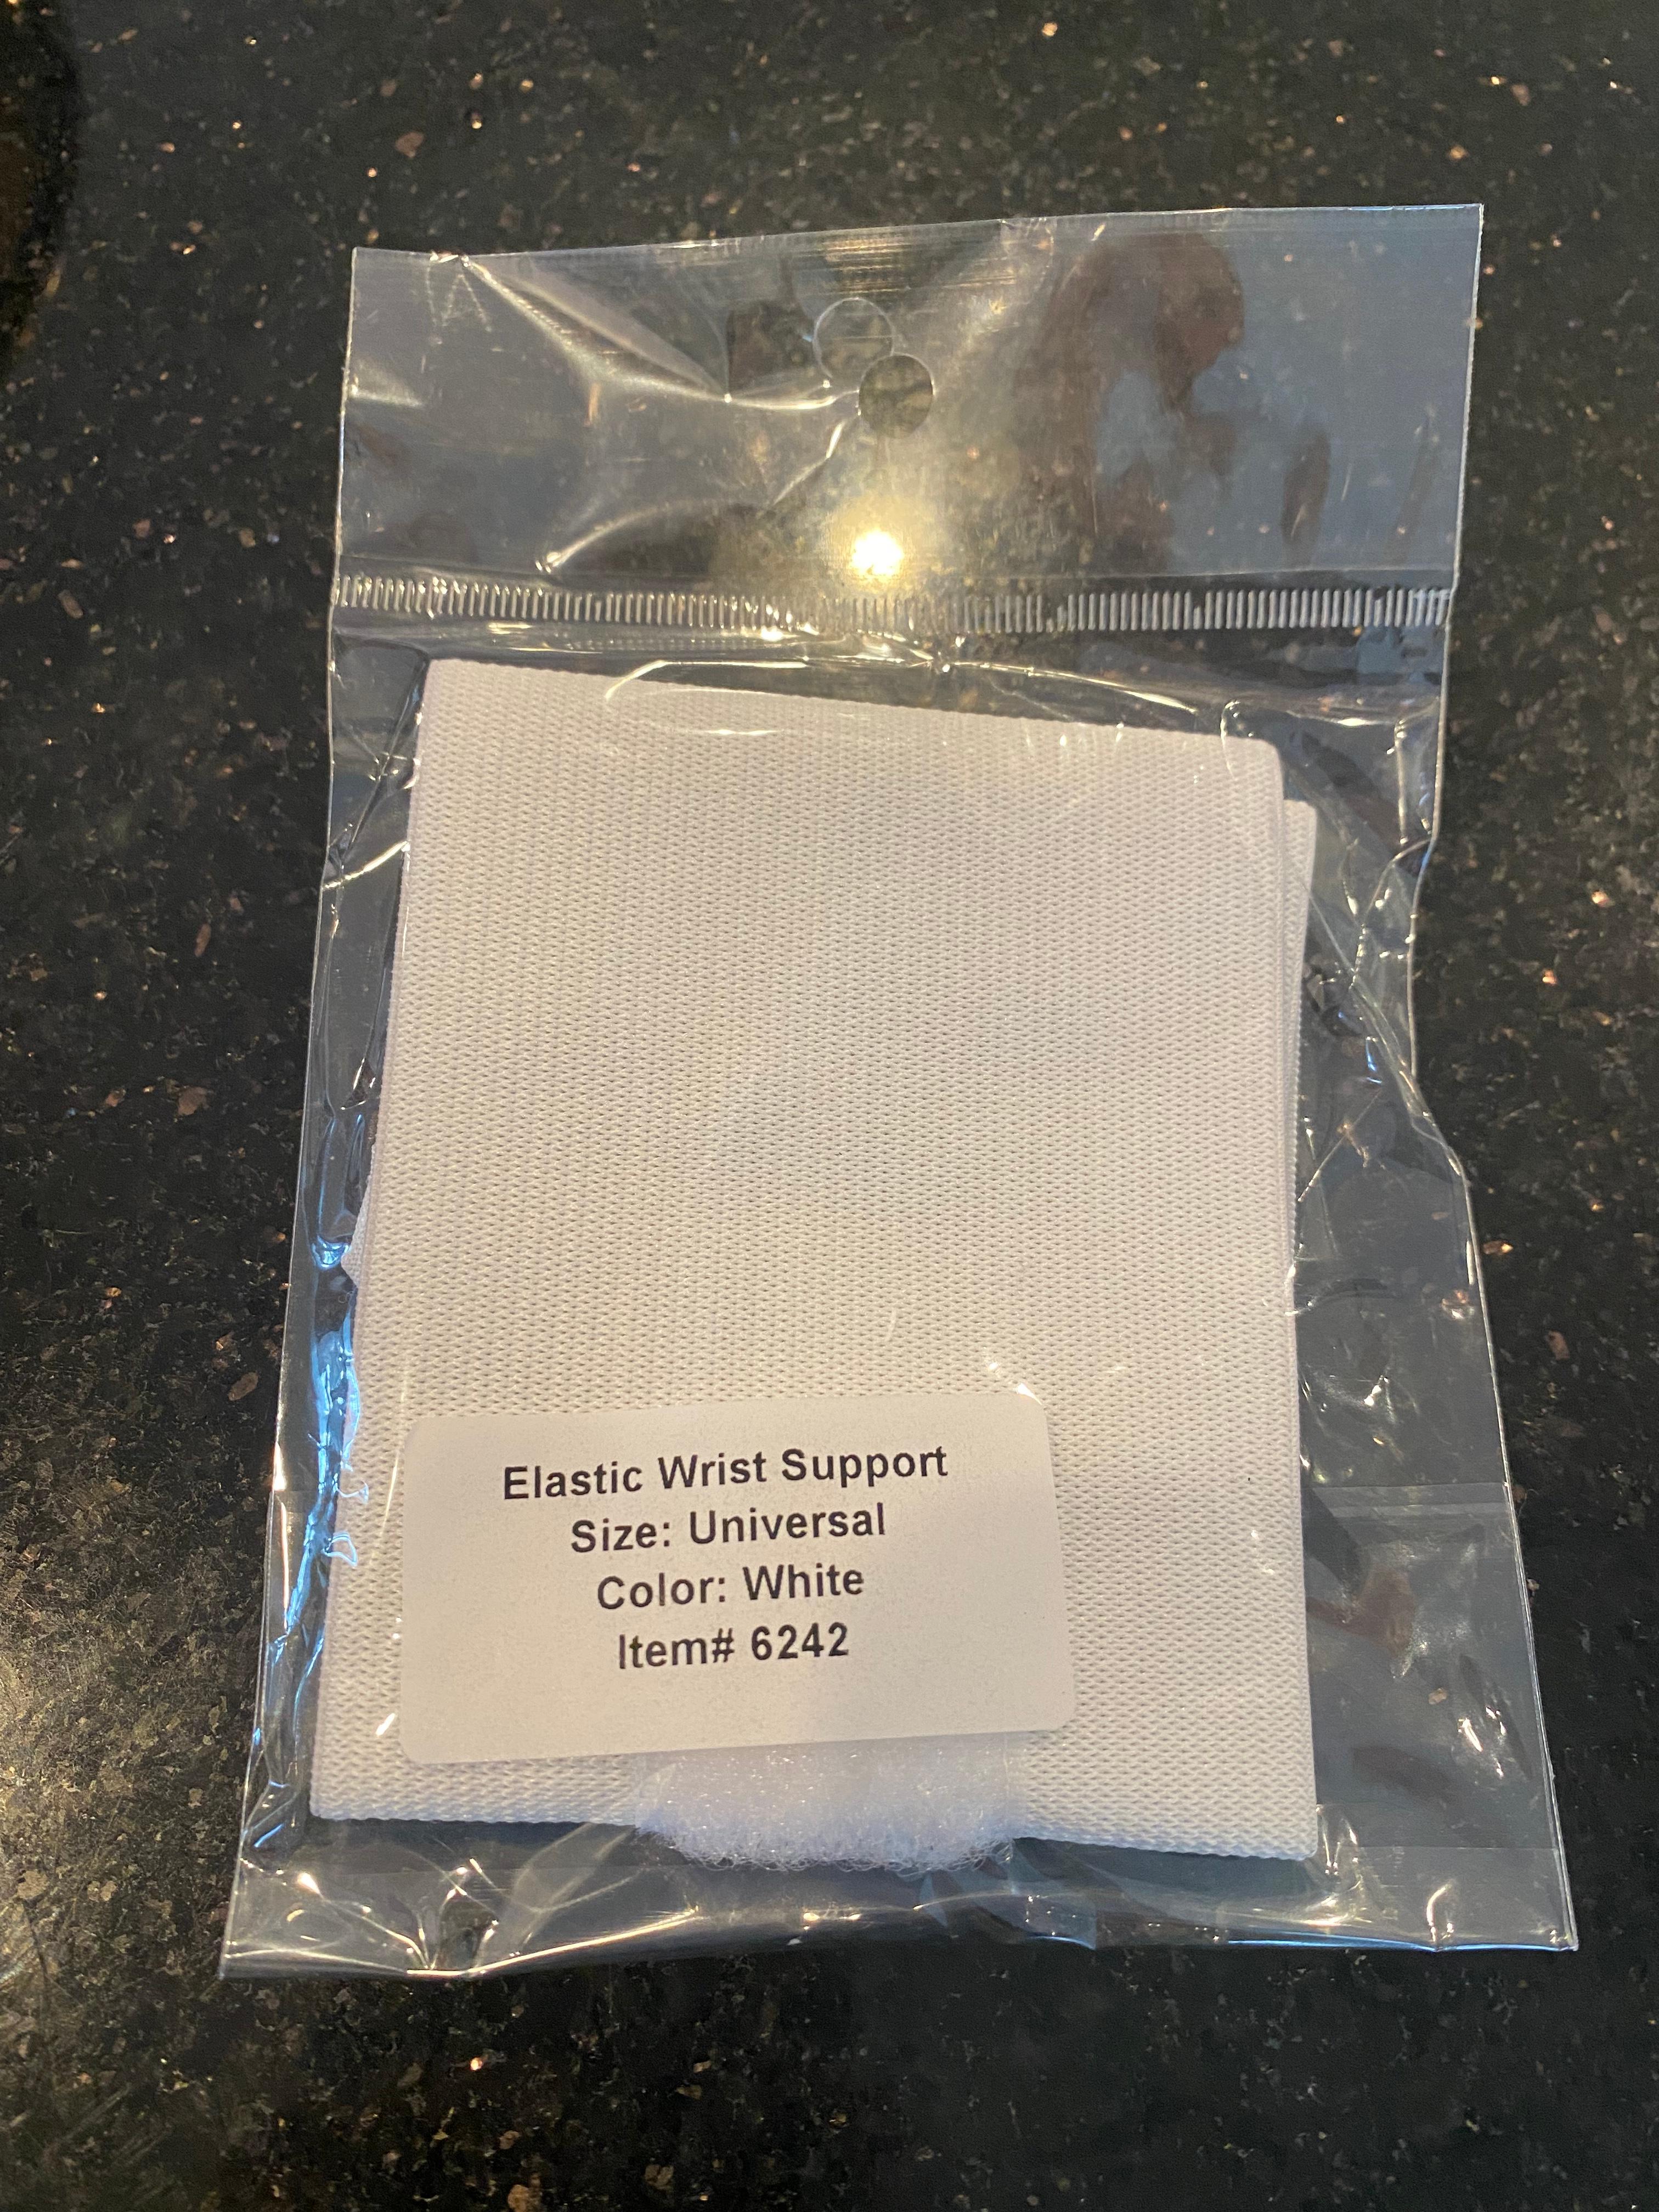 Elastic Wrist Support
Size: Universal
Color: White
Item# 6242